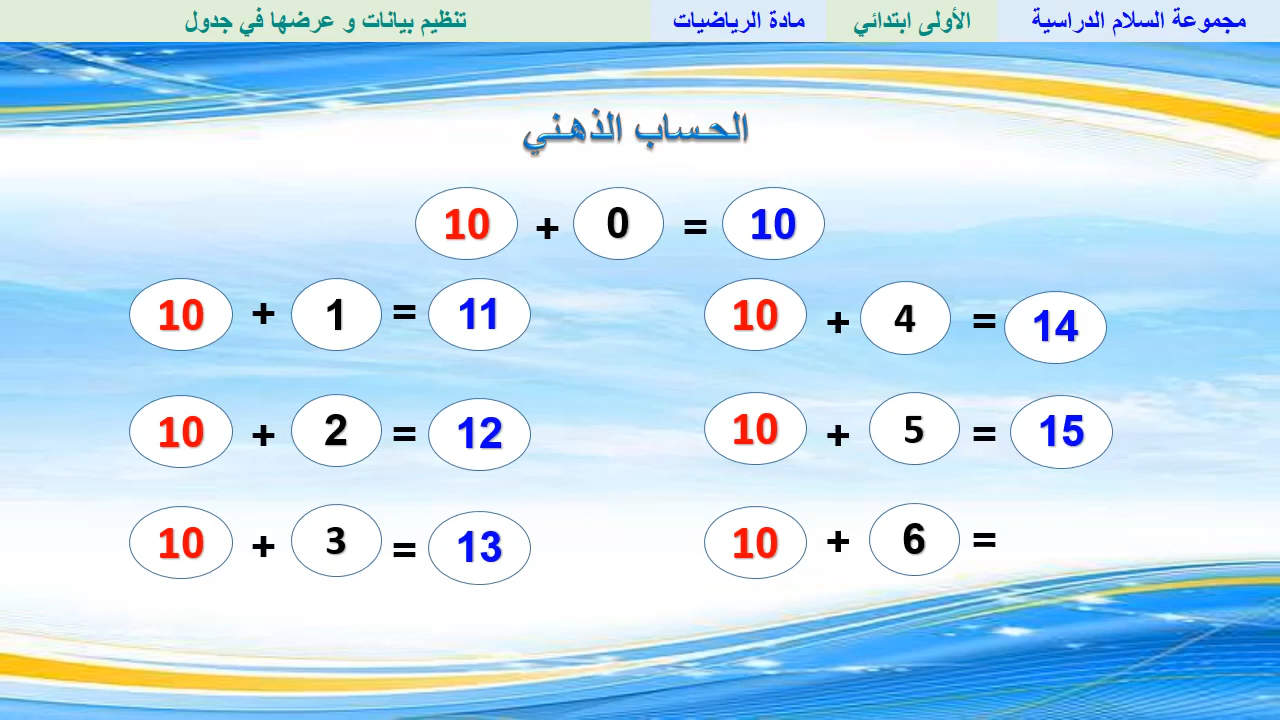 مجموعة السلام الدراسية الأولى ابتدائي مادة الرياضيات تنظيم بيانات و عرضها في جدول
الحساب الذهني
10 + 0 = 10
10 + 1 = 11
10 + 4 = 14
10 + 2 = 12
10 + 5 = 15
10 + 3 = 13
10 + 6 =